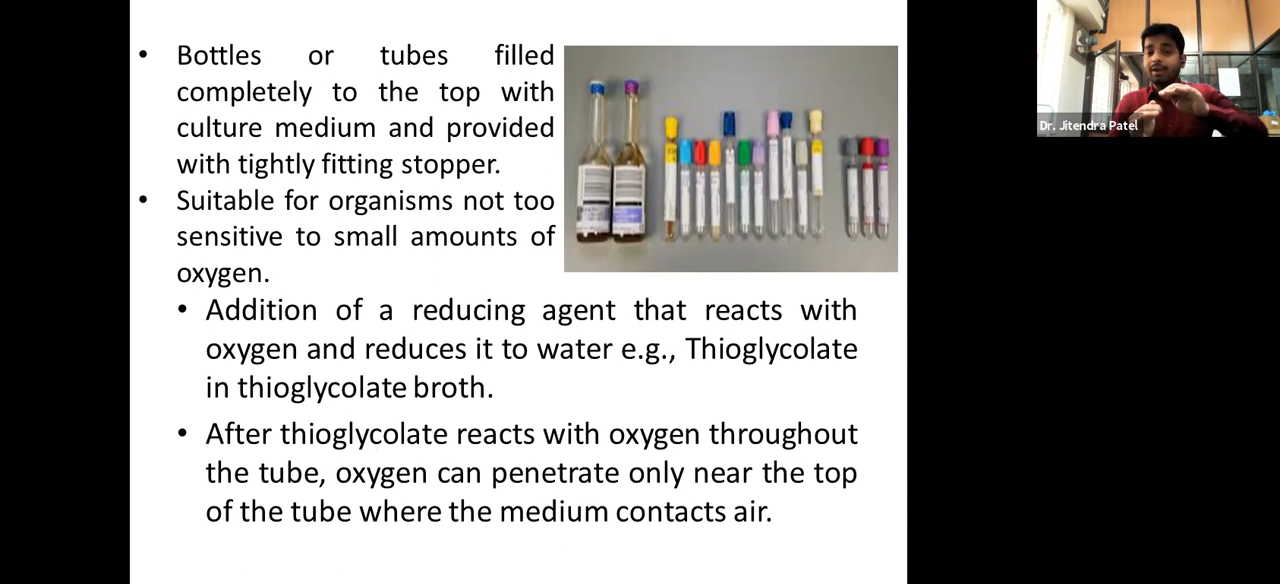 • Bottles or tubes filled
completely to the top with
culture medium and provided
with tightly fitting stopper.
• Suitable for organisms not too
sensitive to small amounts of
oxygen.
• Addition of a reducing agent that reacts with
oxygen and reduces it to water e.g., Thioglycolate
in thioglycolate broth.
• After thioglycolate reacts with oxygen throughout
the tube, oxygen can penetrate only near the top
of the tube where the medium contacts air.
Dr. Jitendra Patel